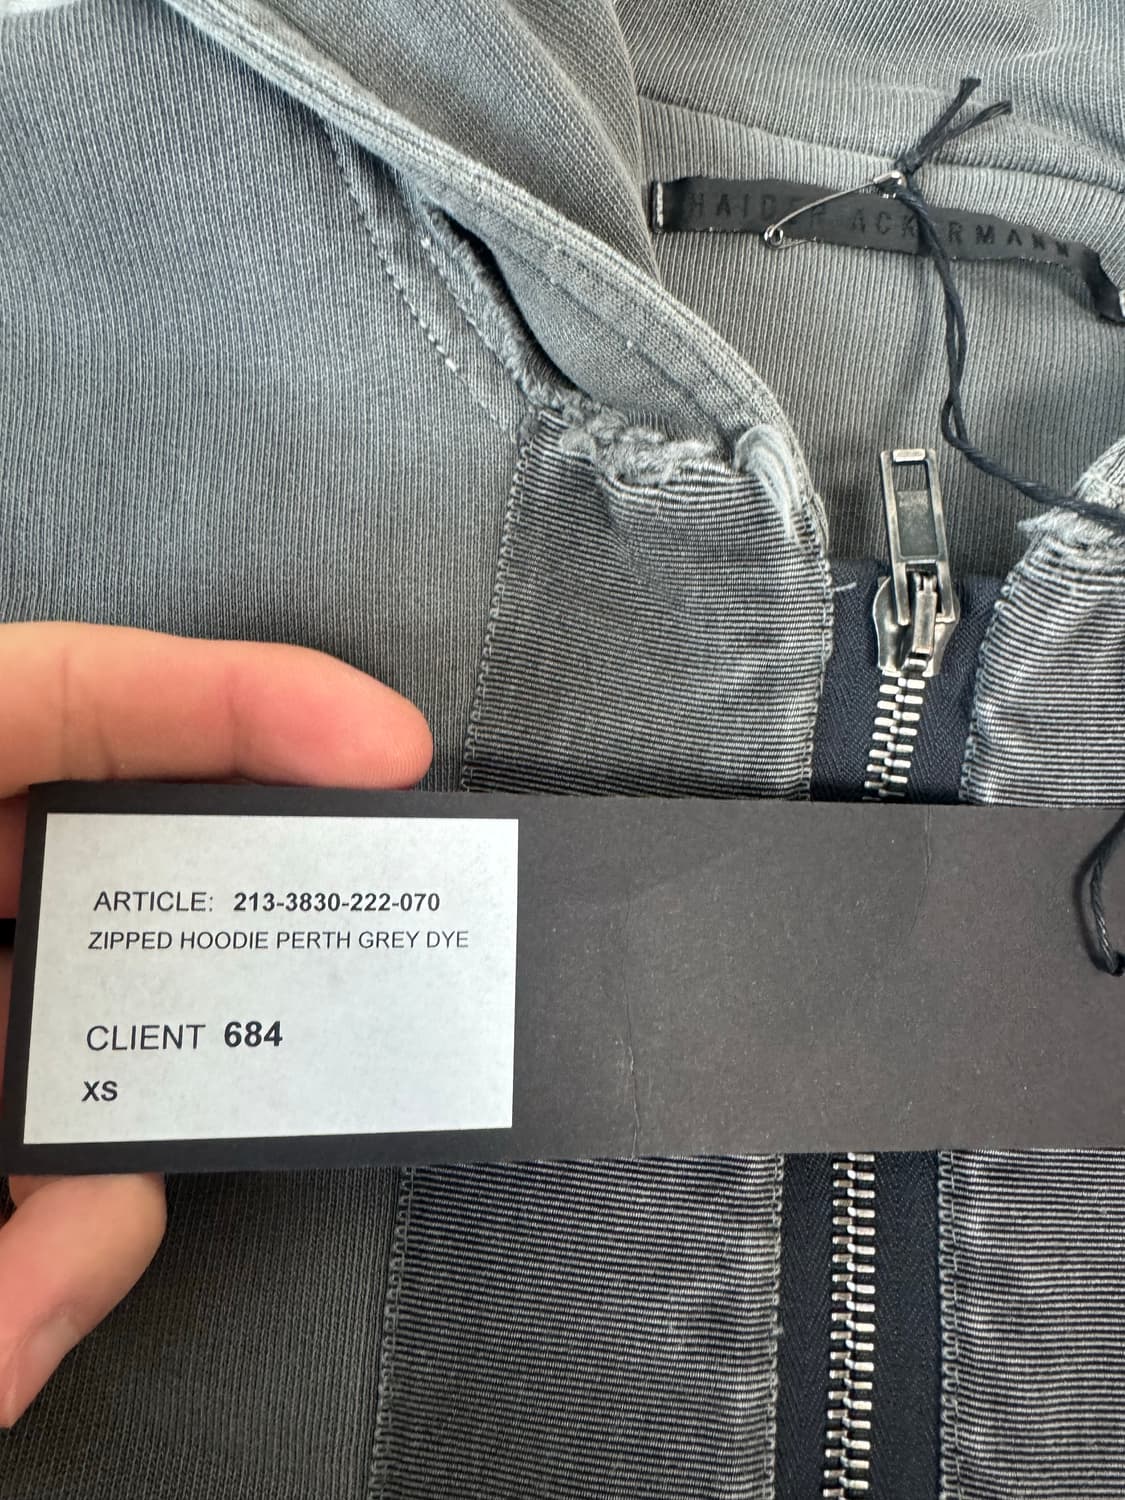 HAIDER ACKERMANN
ARTICLE: 213-3830-222-070
ZIPPED HOODIE PERTH GREY DYE
CLIENT 684
XS